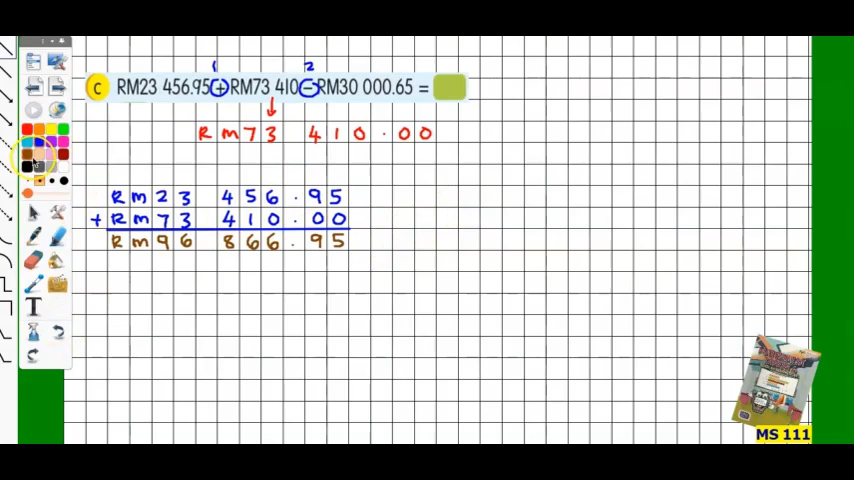 1 2
c RM23 456.95 + RM73 410 − RM30 000.65 =
RM73 410.00
RM23 456.95
+ RM73 410.00
RM96 866.95
T
MS 111